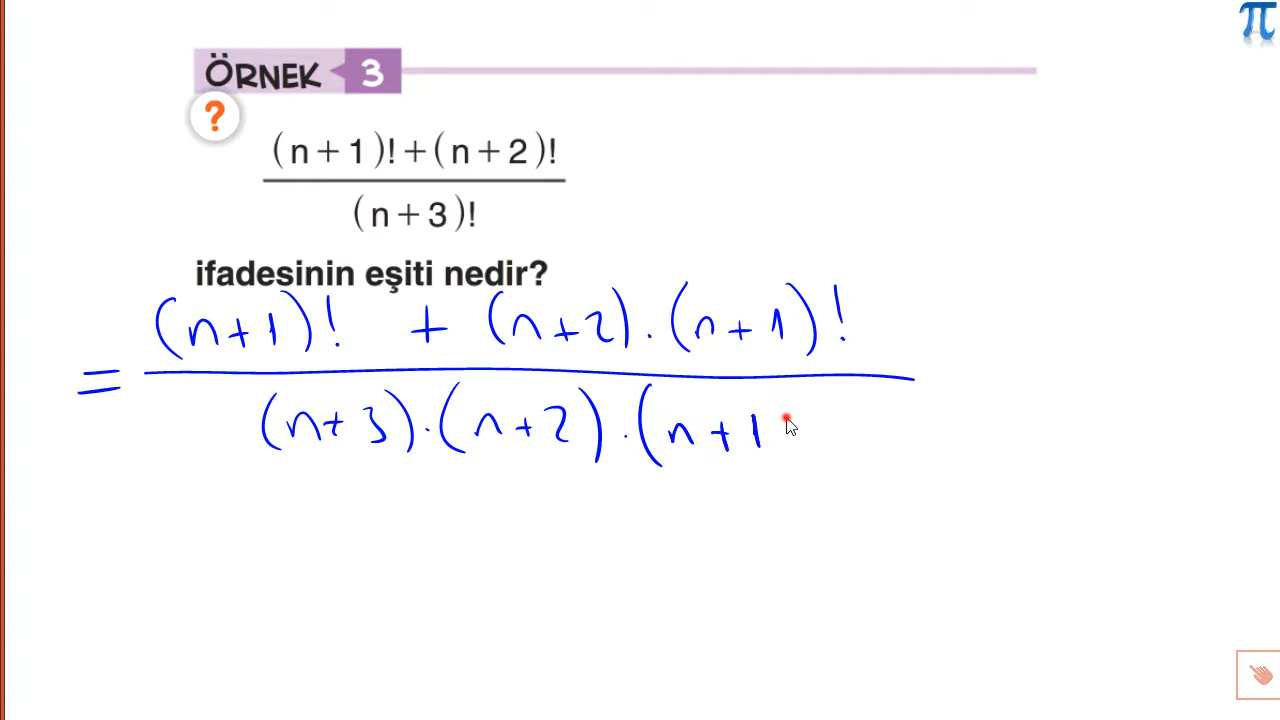 π
ÖRNEK 3
?
(n+1)!+(n+2)!
(n+3)!
ifadesinin eşiti nedir?
= (n+1)! + (n+2).(n+1)!
(n+3).(n+2).(n+1